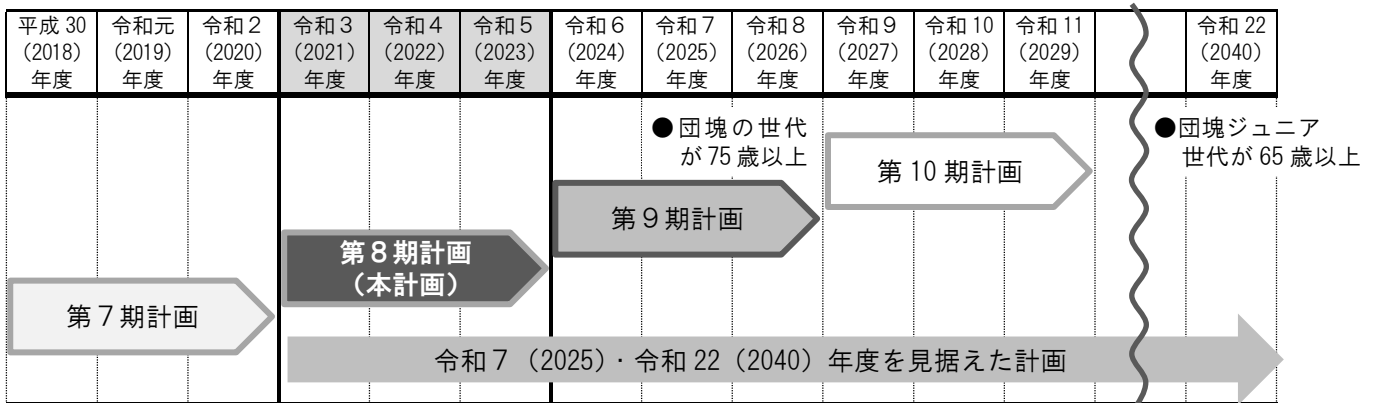 平成 30 令和元 令和２ 令和３ 令和４ 令和５ 令和６ 令和７ 令和８ 令和９ 令和 10 令和 11 令和 22
(2018) (2019) (2020) (2021) (2022) (2023) (2024) (2025) (2026) (2027) (2028) (2029) (2040)
年度 年度 年度 年度 年度 年度 年度 年度 年度 年度 年度 年度 年度
●団塊の世代
が 75 歳以上
●団塊ジュニア
世代が 65 歳以上
第 10 期計画
第９期計画
第８期計画
（本計画）
第７期計画
令和７（2025）・令和 22（2040）年度を見据えた計画